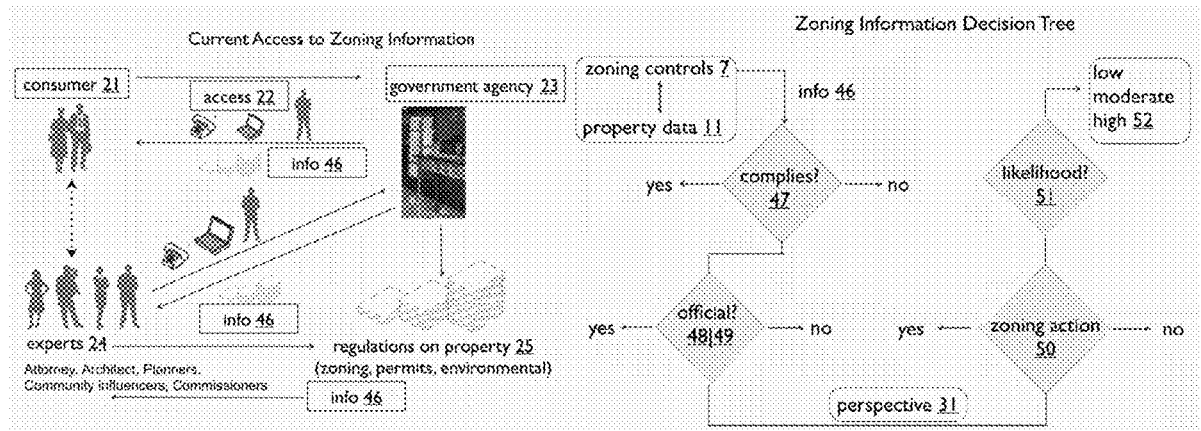 Current Access to Zoning Information
consumer 21
access 22
government agency 23
info 46
info 46
experts 24
Attorney, Architect, Planners,
Community influencers, Commissioners
regulations on property 25
(zoning, permits, environmental)
info 46
Zoning Information Decision Tree
zoning controls 7
property data 11
info 46
complies?
47
yes
no
official?
48|49
yes
no
perspective 31
zoning action
50
yes
no
likelihood?
51
low
moderate
high 52